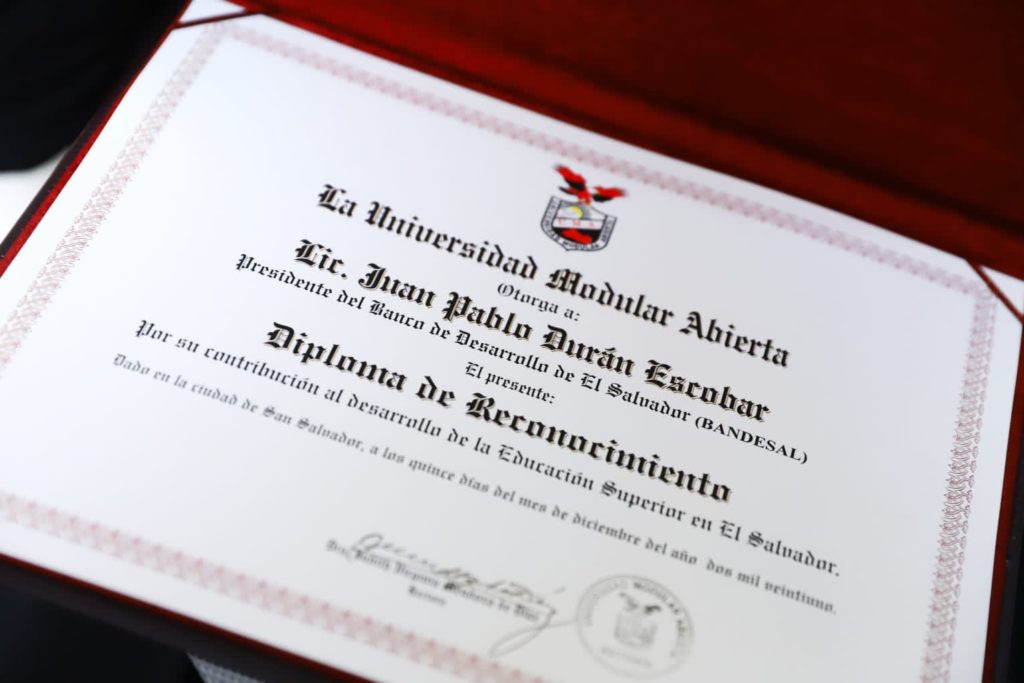 La Universidad Modular Abierta
Otorga a:
Lic. Juan Pablo Durán Escobar
Presidente del Banco de Desarrollo de El Salvador (BANDESAL)
El presente:
Diploma de Reconocimiento
Por su contribución al desarrollo de la Educación Superior en El Salvador.
Dado en la ciudad de San Salvador, a los quince días del mes de diciembre del año dos mil veintiuno.